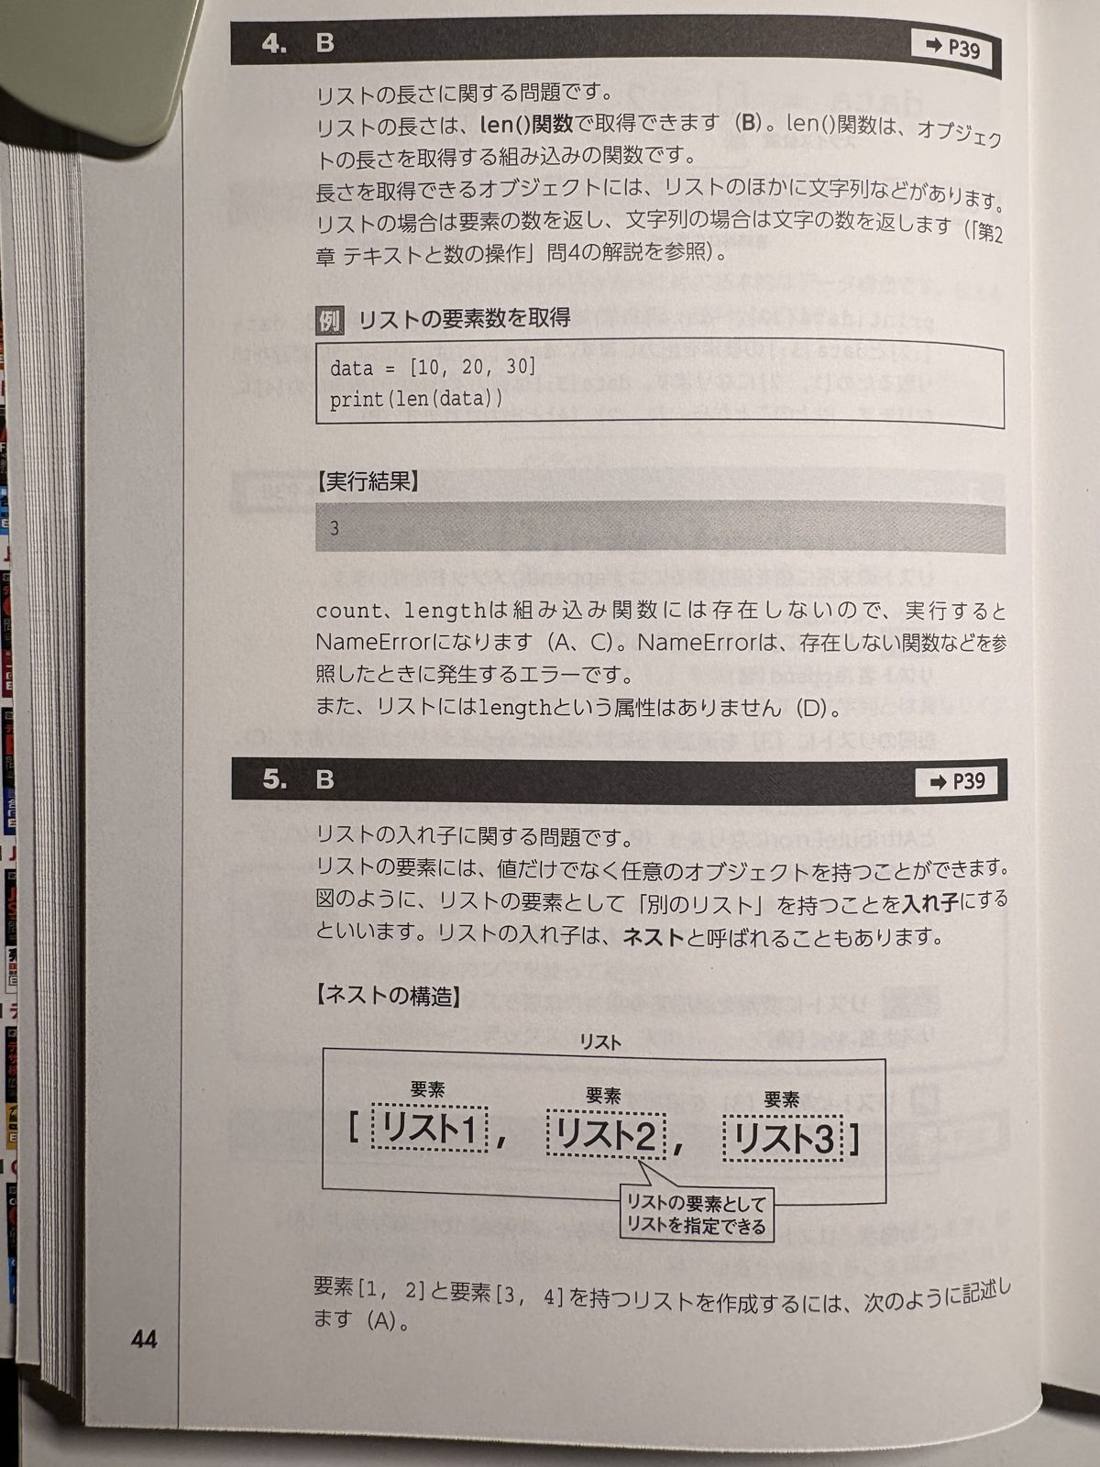 4. B
➡ P39
リストの長さに関する問題です。
リストの長さは、len()関数で取得できます（B）。len()関数は、オブジェク
トの長さを取得する組み込みの関数です。
長さを取得できるオブジェクトには、リストのほかに文字列などがあります。
リストの場合は要素の数を返し、文字列の場合は文字の数を返します（「第2
章 テキストと数の操作」問4の解説を参照）。
例 リストの要素数を取得
data = [10, 20, 30]
print(len(data))
【実行結果】
3
count、lengthは組み込み関数には存在しないので、実行すると
NameErrorになります（A、C）。NameErrorは、存在しない関数などを参
照したときに発生するエラーです。
また、リストにはlengthという属性はありません（D）。
5. B
➡ P39
リストの入れ子に関する問題です。
リストの要素には、値だけでなく任意のオブジェクトを持つことができます。
図のように、リストの要素として「別のリスト」を持つことを入れ子にする
といいます。リストの入れ子は、ネストと呼ばれることもあります。
【ネストの構造】
リスト
要素 要素 要素
[ リスト1 , リスト2 , リスト3 ]
リストの要素として
リストを指定できる
要素[1, 2]と要素[3, 4]を持つリストを作成するには、次のように記述し
ます（A）。
44